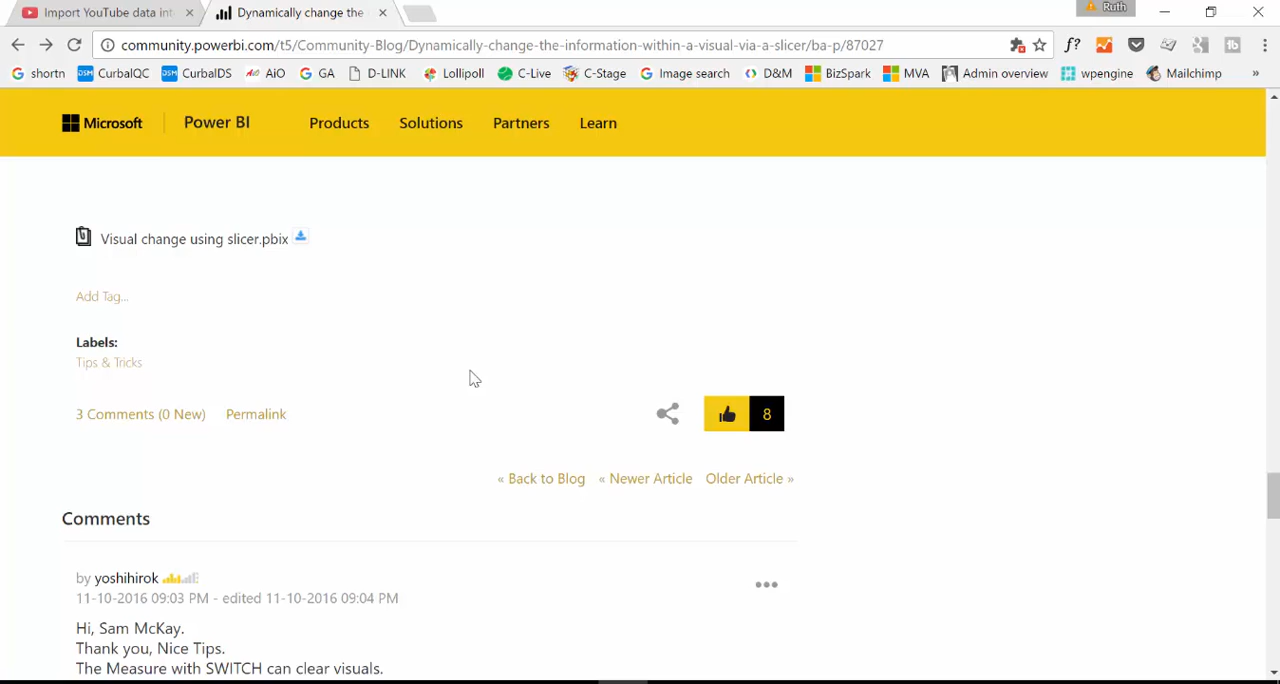 Import YouTube data int
Dynamically change the
Ruth
community.powerbi.com/t5/Community-Blog/Dynamically-change-the-information-within-a-visual-via-a-slicer/ba-p/87027
f?
tb
shortn
DSM CurbalQC
DSM CurbalDS
AiO
GA
D-LINK
Lollipoll
C-Live
C-Stage
Image search
D&M
BizSpark
MVA
Admin overview
wpengine
Mailchimp
»
Microsoft
Power BI
Products
Solutions
Partners
Learn
Visual change using slicer.pbix
Add Tag...
Labels:
Tips & Tricks
3 Comments (0 New)
Permalink
8
« Back to Blog
« Newer Article
Older Article »
Comments
by yoshihirok
11-10-2016 09:03 PM - edited 11-10-2016 09:04 PM
Hi, Sam McKay.
Thank you, Nice Tips.
The Measure with SWITCH can clear visuals.